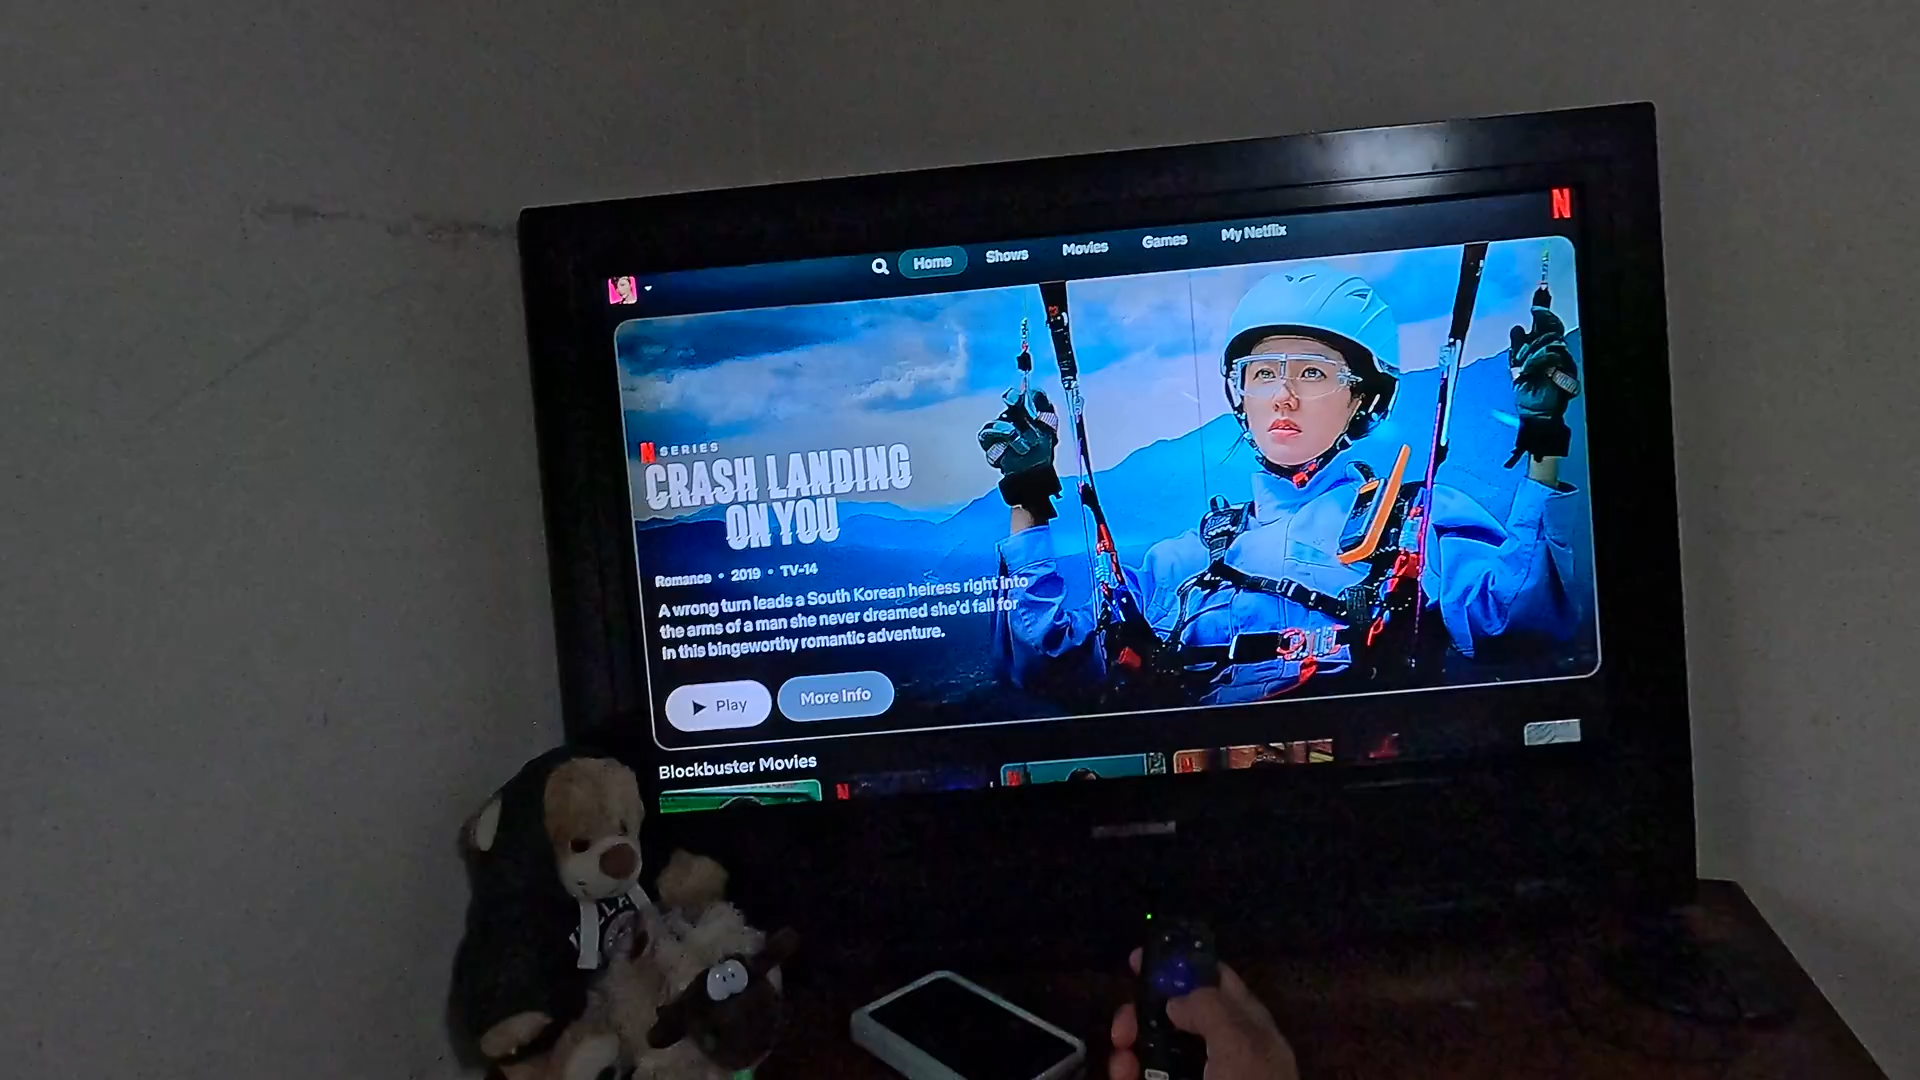 N
Home
Shows
Movies
Games
My Netflix
N SERIES
CRASH LANDING
ON YOU
Romance • 2019 • TV-14
A wrong turn leads a South Korean heiress right into
the arms of a man she never dreamed she'd fall for
in this bingeworthy romantic adventure.
Play
More Info
Blockbuster Movies
N
N